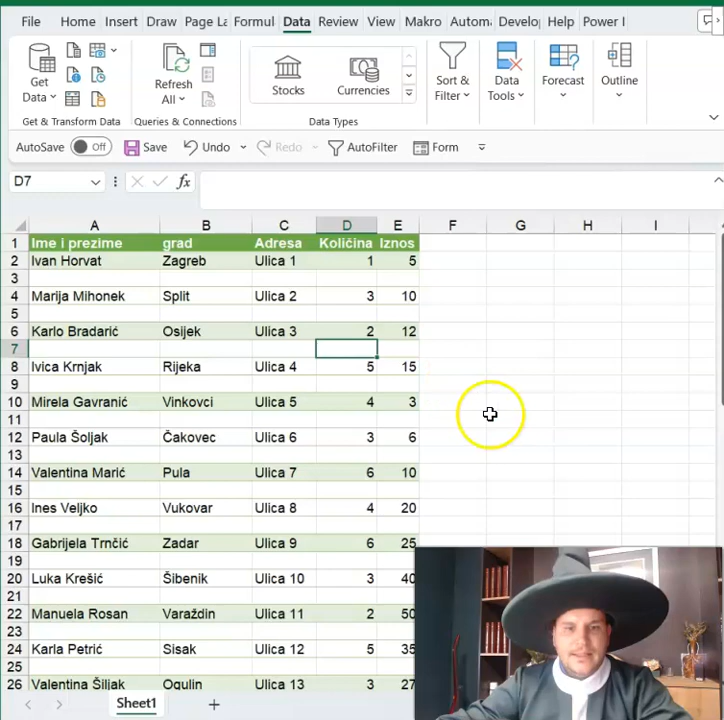 File Home Insert Draw Page La Formul Data Review View Makro Autom Develo Help Power I
Get Data
Refresh All
Stocks
Currencies
Sort & Filter
Data Tools
Forecast
Outline
Get & Transform Data
Queries & Connections
Data Types
AutoSave Off Save Undo Redo AutoFilter Form
D7 fx
A B C D E F G H I
1 Ime i prezime grad Adresa Količina Iznos
2 Ivan Horvat Zagreb Ulica 1 1 5
3
4 Marija Mihonek Split Ulica 2 3 10
5
6 Karlo Bradarić Osijek Ulica 3 2 12
7
8 Ivica Krnjak Rijeka Ulica 4 5 15
9
10 Mirela Gavranić Vinkovci Ulica 5 4 3
11
12 Paula Šoljak Čakovec Ulica 6 3 6
13
14 Valentina Marić Pula Ulica 7 6 10
15
16 Ines Veljko Vukovar Ulica 8 4 20
17
18 Gabrijela Trnčić Zadar Ulica 9 6 25
19
20 Luka Krešić Šibenik Ulica 10 3 40
21
22 Manuela Rosan Varaždin Ulica 11 2 50
23
24 Karla Petrić Sisak Ulica 12 5 35
25
26 Valentina Šiljak Ogulin Ulica 13 3 27
Sheet1